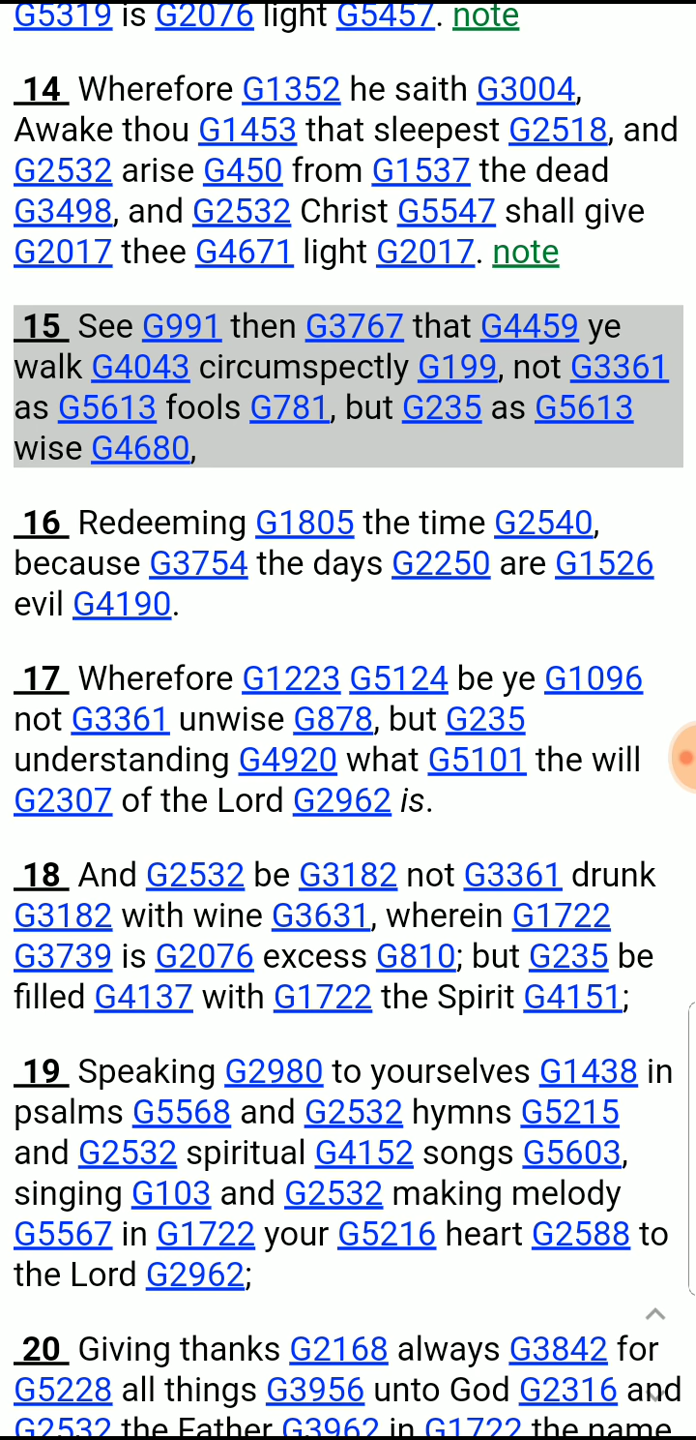 G5319 is G2076 light G5457. note
14 Wherefore G1352 he saith G3004,
Awake thou G1453 that sleepest G2518, and
G2532 arise G450 from G1537 the dead
G3498, and G2532 Christ G5547 shall give
G2017 thee G4671 light G2017. note
15 See G991 then G3767 that G4459 ye
walk G4043 circumspectly G199, not G3361
as G5613 fools G781, but G235 as G5613
wise G4680,
16 Redeeming G1805 the time G2540,
because G3754 the days G2250 are G1526
evil G4190.
17 Wherefore G1223 G5124 be ye G1096
not G3361 unwise G878, but G235
understanding G4920 what G5101 the will
G2307 of the Lord G2962 is.
18 And G2532 be G3182 not G3361 drunk
G3182 with wine G3631, wherein G1722
G3739 is G2076 excess G810; but G235 be
filled G4137 with G1722 the Spirit G4151;
19 Speaking G2980 to yourselves G1438 in
psalms G5568 and G2532 hymns G5215
and G2532 spiritual G4152 songs G5603,
singing G103 and G2532 making melody
G5567 in G1722 your G5216 heart G2588 to
the Lord G2962;
20 Giving thanks G2168 always G3842 for
G5228 all things G3956 unto God G2316 and
G2532 the Father G3962 in G1722 the name